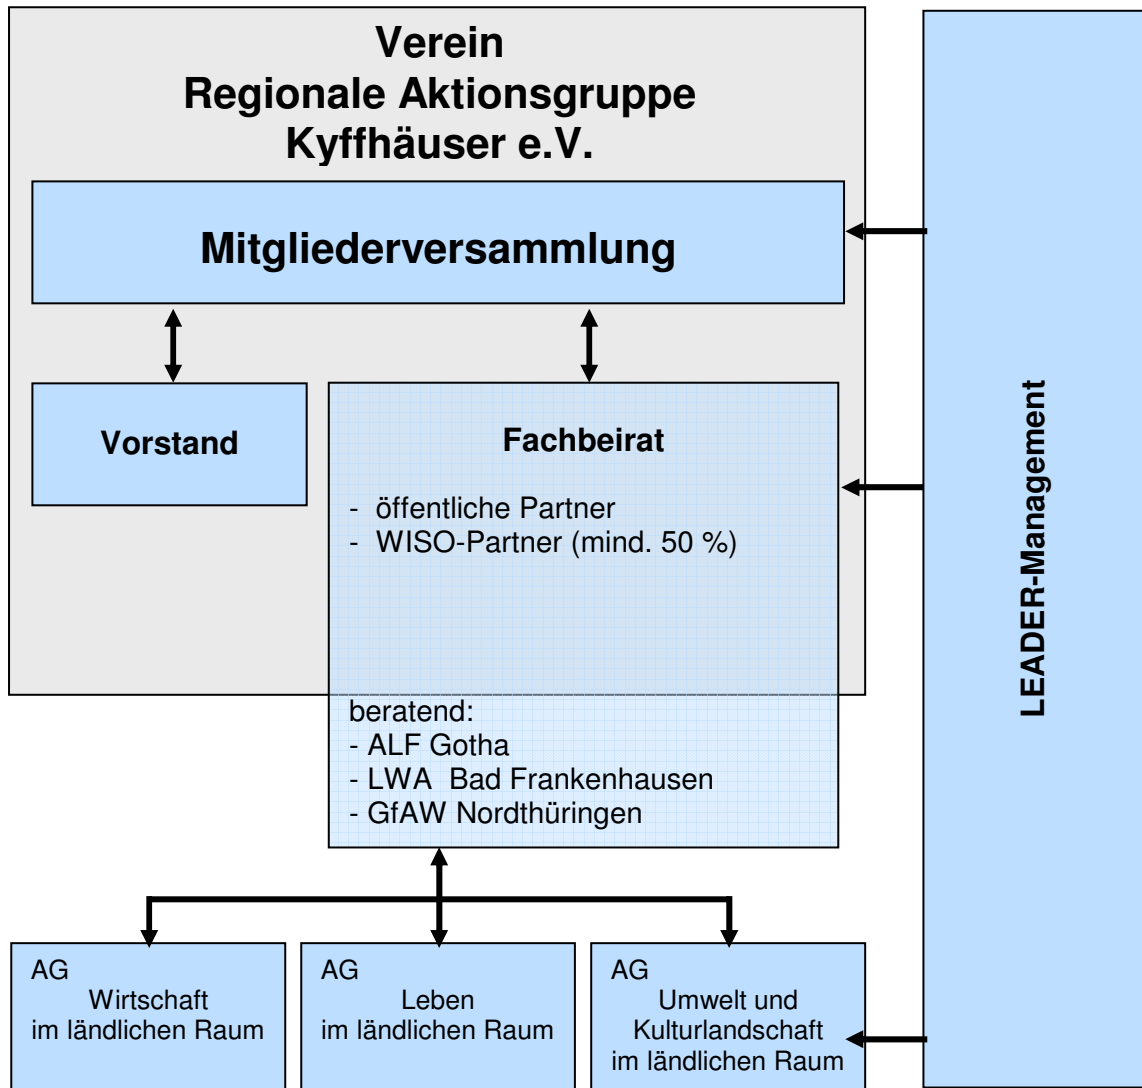 Verein
Regionale Aktionsgruppe
Kyffhäuser e.V.
Mitgliederversammlung
Vorstand
Fachbeirat
- öffentliche Partner
- WISO-Partner (mind. 50 %)
beratend:
- ALF Gotha
- LWA Bad Frankenhausen
- GfAW Nordthüringen
AG
Wirtschaft
im ländlichen Raum
AG
Leben
im ländlichen Raum
AG
Umwelt und
Kulturlandschaft
im ländlichen Raum
LEADER-Management